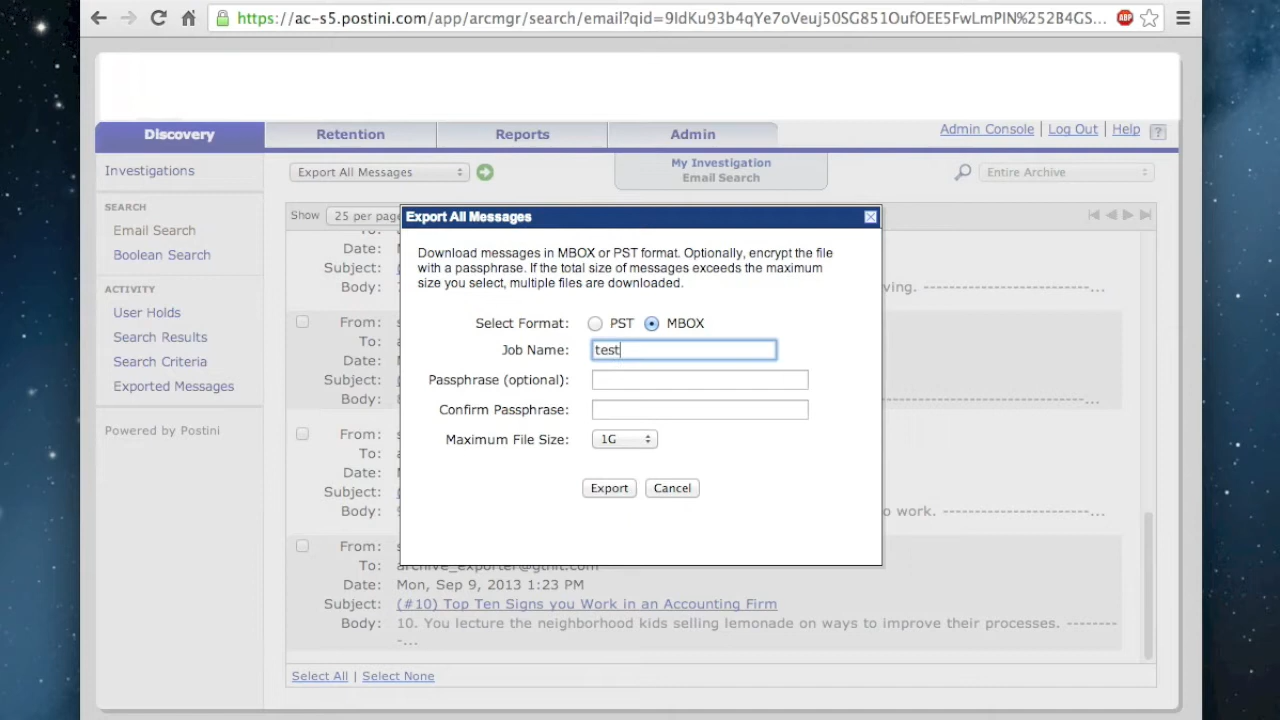 https://ac-s5.postini.com/app/arcmgr/search/email?qid=9IdKu93b4qYe7oVeuj50SG851OufOEE5FwLmPlN%252B4GS...
ABP
Discovery
Retention
Reports
Admin
Admin Console | Log Out | Help ?
Investigations
SEARCH
Email Search
Boolean Search
ACTIVITY
User Holds
Search Results
Search Criteria
Exported Messages
Powered by Postini
Export All Messages
My Investigation
Email Search
Entire Archive
Show 25 per page
Date:
Subject:
Body:
ving. --------------------------...
From:
To:
Date:
Subject:
Body:
--------------------------...
From:
To:
Date:
Subject:
Body:
o work. --------------------------...
From:
To: archive_exporter@gtnit.com
Date: Mon, Sep 9, 2013 1:23 PM
Subject: (#10) Top Ten Signs you Work in an Accounting Firm
Body: 10. You lecture the neighborhood kids selling lemonade on ways to improve their processes. --------
-...
Select All | Select None
Export All Messages
Download messages in MBOX or PST format. Optionally, encrypt the file
with a passphrase. If the total size of messages exceeds the maximum
size you select, multiple files are downloaded.
Select Format: PST MBOX
Job Name: test
Passphrase (optional):
Confirm Passphrase:
Maximum File Size: 1G
Export Cancel